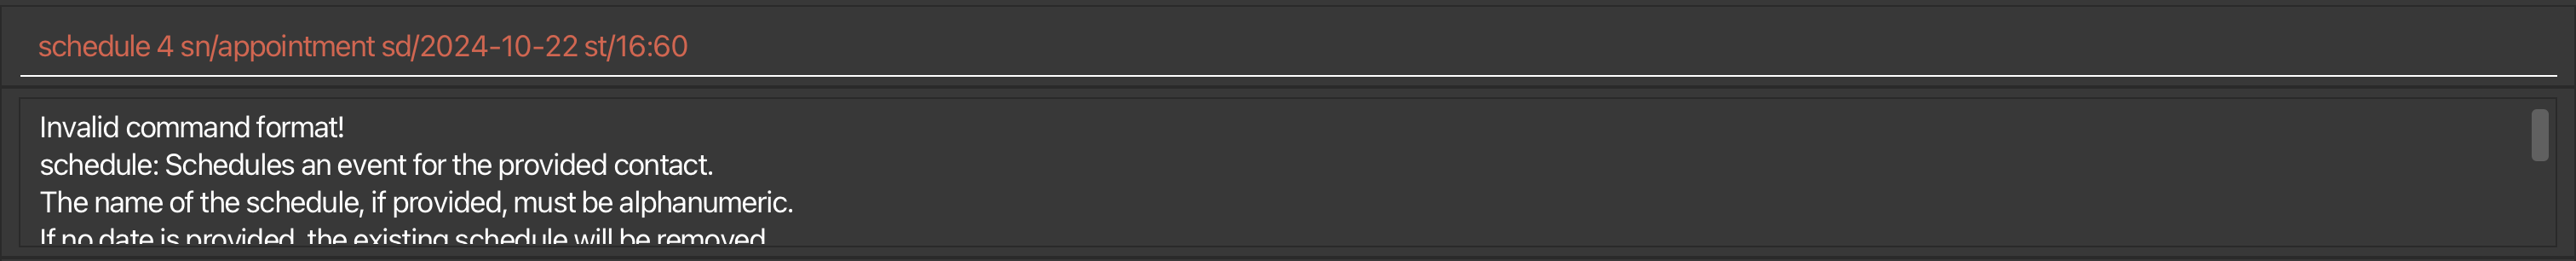 schedule 4 sn/appointment sd/2024-10-22 st/16:60
Invalid command format!
schedule: Schedules an event for the provided contact.
The name of the schedule, if provided, must be alphanumeric.
If no date is provided, the existing schedule will be removed